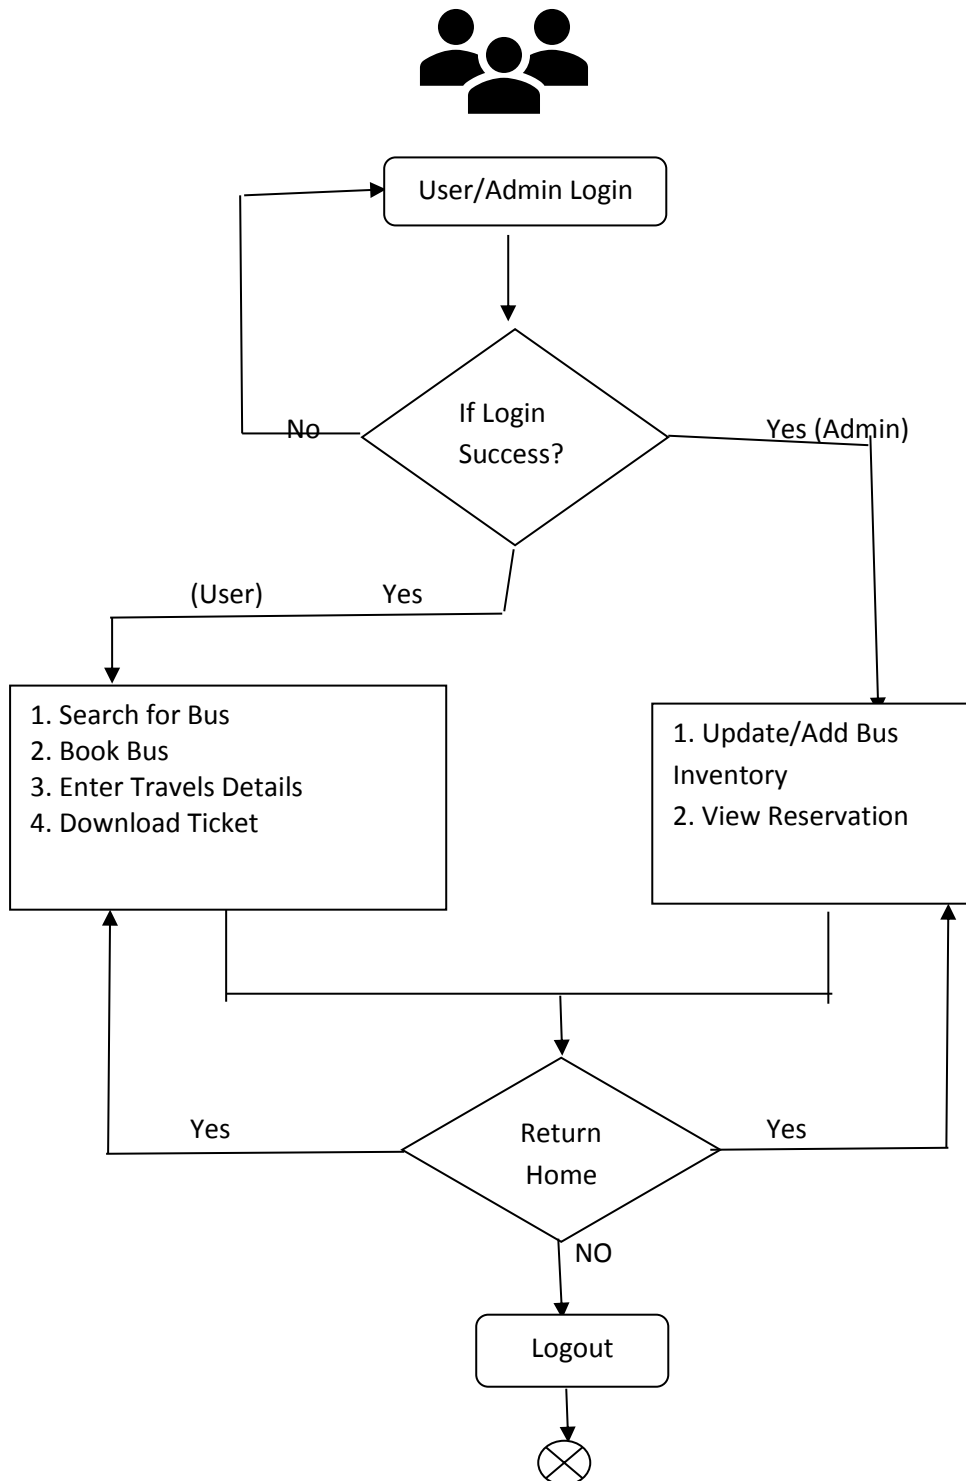 User/Admin Login
If Login
Success?
No
Yes (Admin)
(User)
Yes
1. Search for Bus
2. Book Bus
3. Enter Travels Details
4. Download Ticket
1. Update/Add Bus
Inventory
2. View Reservation
Yes
Return
Home
Yes
NO
Logout